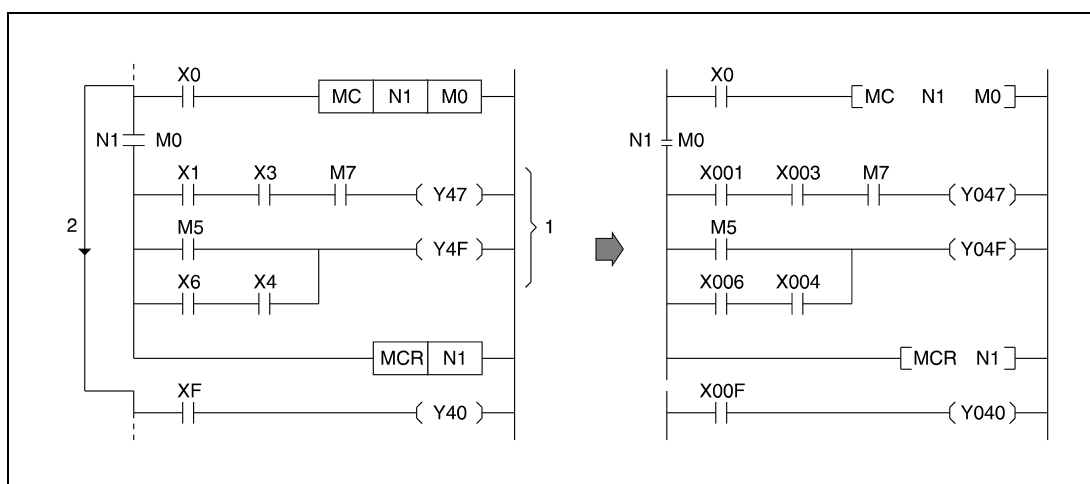 X0
MC N1 M0
N1 M0
X1 X3 M7
Y47
M5
Y4F
X6 X4
MCR N1
XF
Y40
2
1
X0
MC N1 M0
N1 M0
X001 X003 M7
Y047
M5
Y04F
X006 X004
MCR N1
X00F
Y040